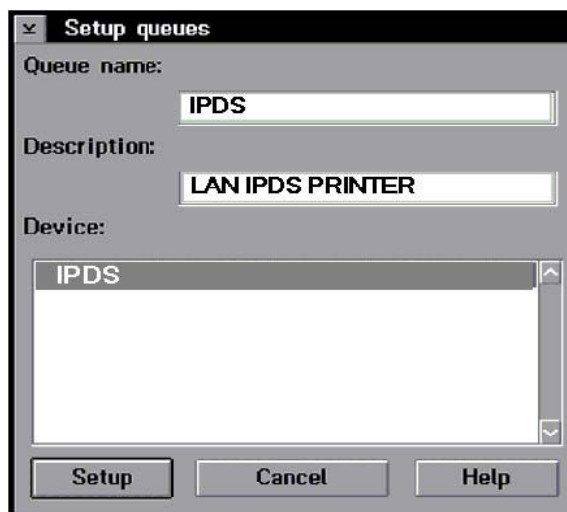 Setup queues
Queue name:
IPDS
Description:
LAN IPDS PRINTER
Device:
IPDS
Setup Cancel Help